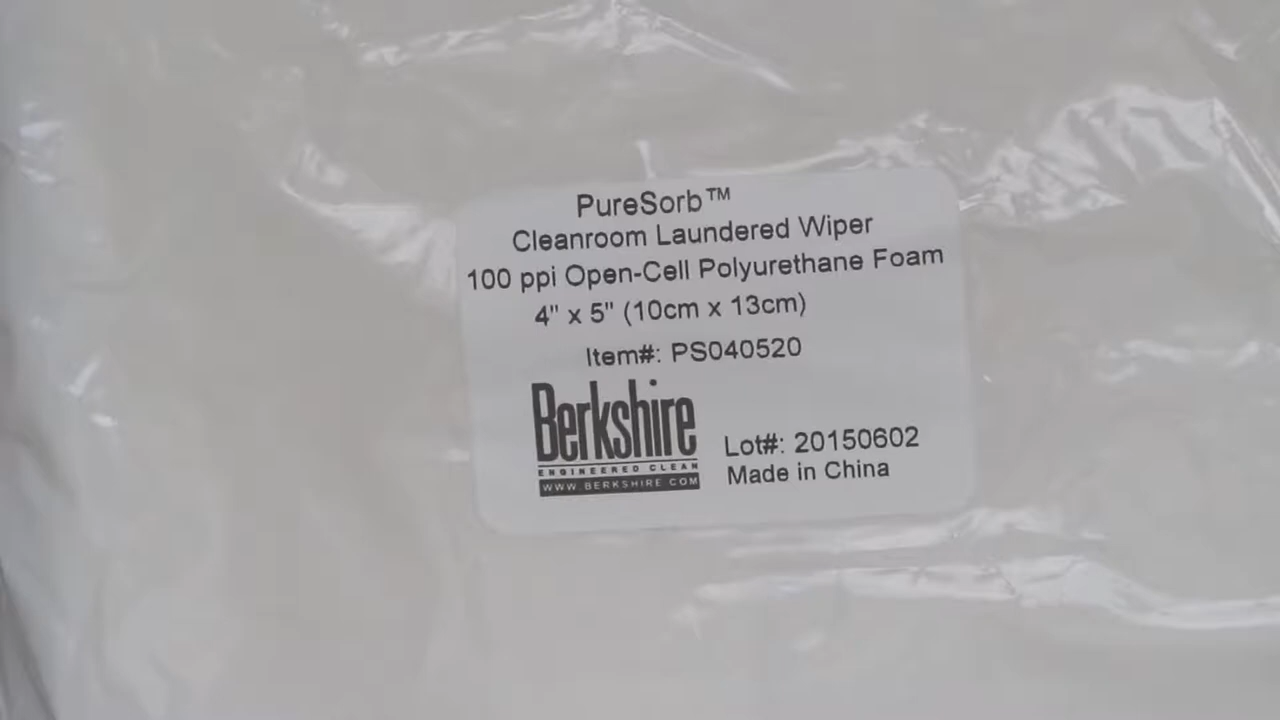 PureSorb™
Cleanroom Laundered Wiper
100 ppi Open-Cell Polyurethane Foam
4" x 5" (10cm x 13cm)
Item#: PS040520
Berkshire
ENGINEERED CLEAN
WWW.BERKSHIRE.COM
Lot#: 20150602
Made in China